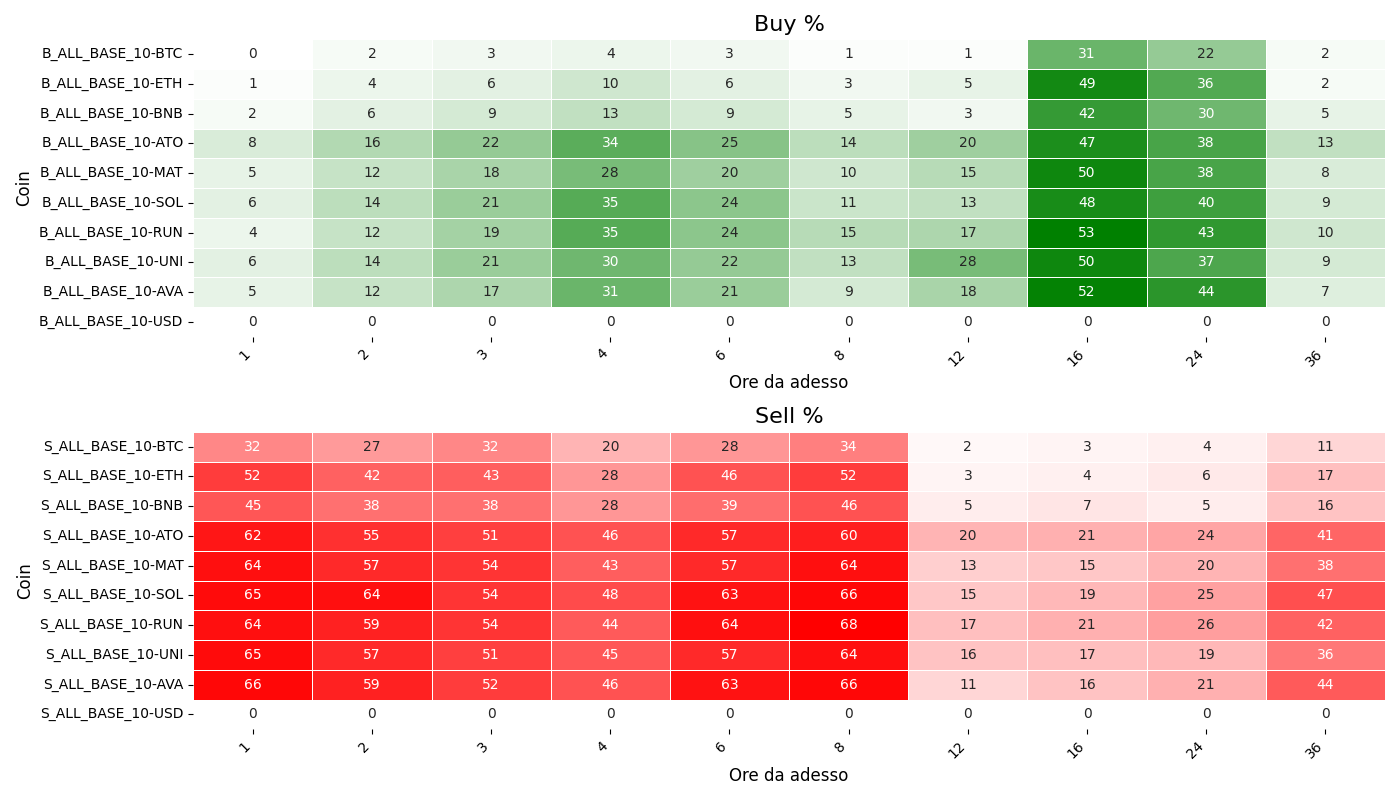 Buy %
Coin
B_ALL_BASE_10-BTC 0 2 3 4 3 1 1 31 22 2
B_ALL_BASE_10-ETH 1 4 6 10 6 3 5 49 36 2
B_ALL_BASE_10-BNB 2 6 9 13 9 5 3 42 30 5
B_ALL_BASE_10-ATO 8 16 22 34 25 14 20 47 38 13
B_ALL_BASE_10-MAT 5 12 18 28 20 10 15 50 38 8
B_ALL_BASE_10-SOL 6 14 21 35 24 11 13 48 40 9
B_ALL_BASE_10-RUN 4 12 19 35 24 15 17 53 43 10
B_ALL_BASE_10-UNI 6 14 21 30 22 13 28 50 37 9
B_ALL_BASE_10-AVA 5 12 17 31 21 9 18 52 44 7
B_ALL_BASE_10-USD 0 0 0 0 0 0 0 0 0 0
1 2 3 4 6 8 12 16 24 36
Ore da adesso
Sell %
Coin
S_ALL_BASE_10-BTC 32 27 32 20 28 34 2 3 4 11
S_ALL_BASE_10-ETH 52 42 43 28 46 52 3 4 6 17
S_ALL_BASE_10-BNB 45 38 38 28 39 46 5 7 5 16
S_ALL_BASE_10-ATO 62 55 51 46 57 60 20 21 24 41
S_ALL_BASE_10-MAT 64 57 54 43 57 64 13 15 20 38
S_ALL_BASE_10-SOL 65 64 54 48 63 66 15 19 25 47
S_ALL_BASE_10-RUN 64 59 54 44 64 68 17 21 26 42
S_ALL_BASE_10-UNI 65 57 51 45 57 64 16 17 19 36
S_ALL_BASE_10-AVA 66 59 52 46 63 66 11 16 21 44
S_ALL_BASE_10-USD 0 0 0 0 0 0 0 0 0 0
1 2 3 4 6 8 12 16 24 36
Ore da adesso